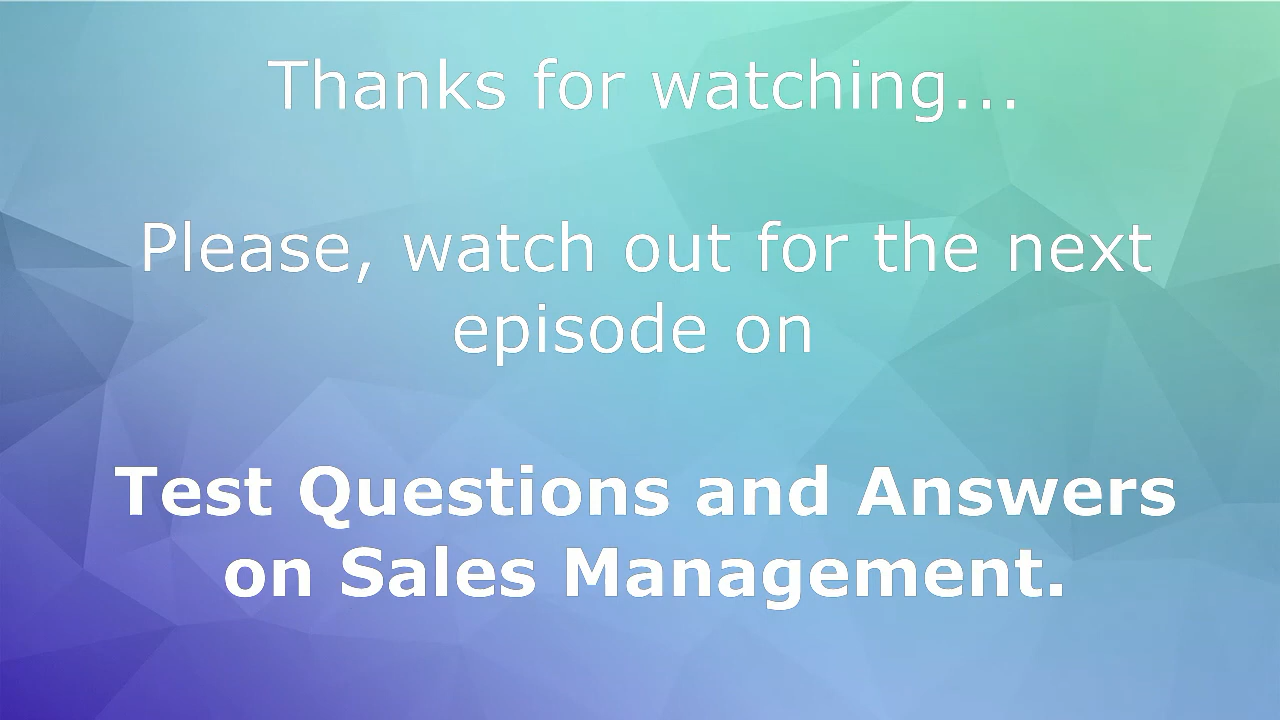 Thanks for watching...
Please, watch out for the next
episode on
Test Questions and Answers
on Sales Management.